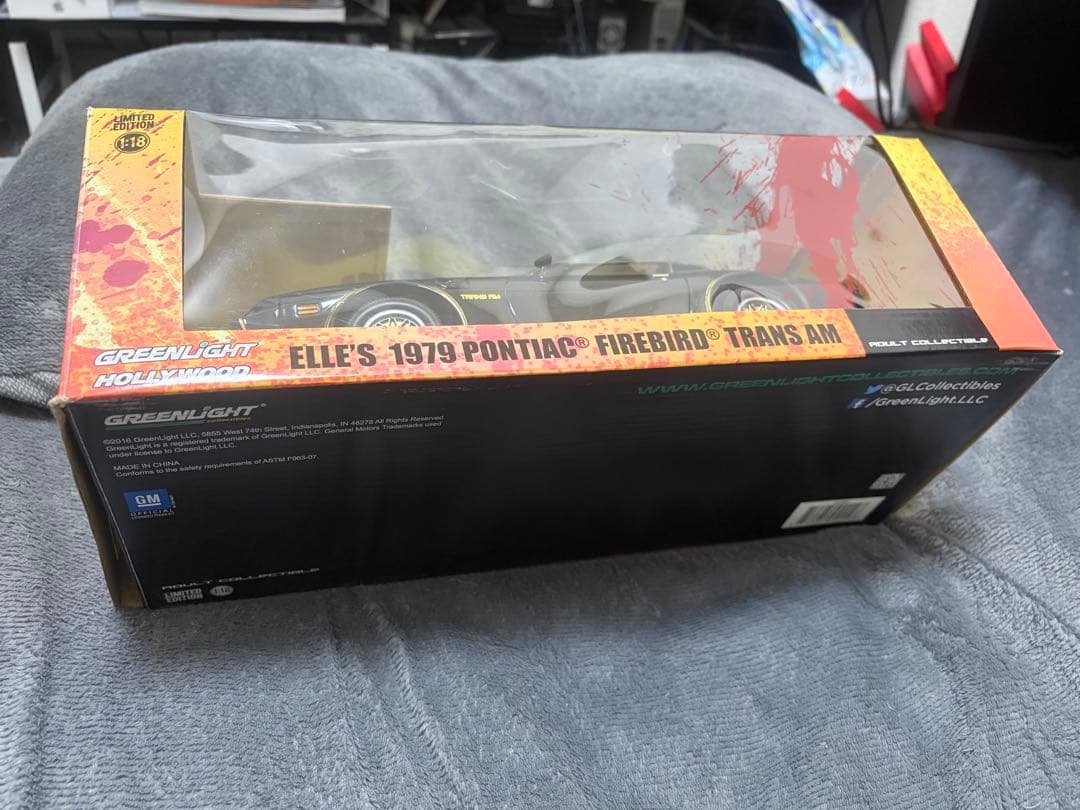 LIMITED
EDITION
1:18
TRANS AM
GREENLIGHT
HOLLYWOOD
ELLE'S 1979 PONTIAC® FIREBIRD® TRANS AM
ADULT COLLECTIBLE
WWW.GREENLIGHTCOLLECTIBLES.COM
@GLCollectibles
/GreenLight.LLC
GREENLIGHT®
©2016 GreenLight LLC, 5855 West 74th Street, Indianapolis, IN 46278 All Rights Reserved.
GreenLight is a registered trademark of GreenLight LLC. General Motors Trademarks used
under license to GreenLight LLC.
MADE IN CHINA
Conforms to the safety requirements of ASTM F963-07.
GM
OFFICIAL
LICENSED PRODUCT
ADULT COLLECTIBLE
LIMITED
EDITION
1:18